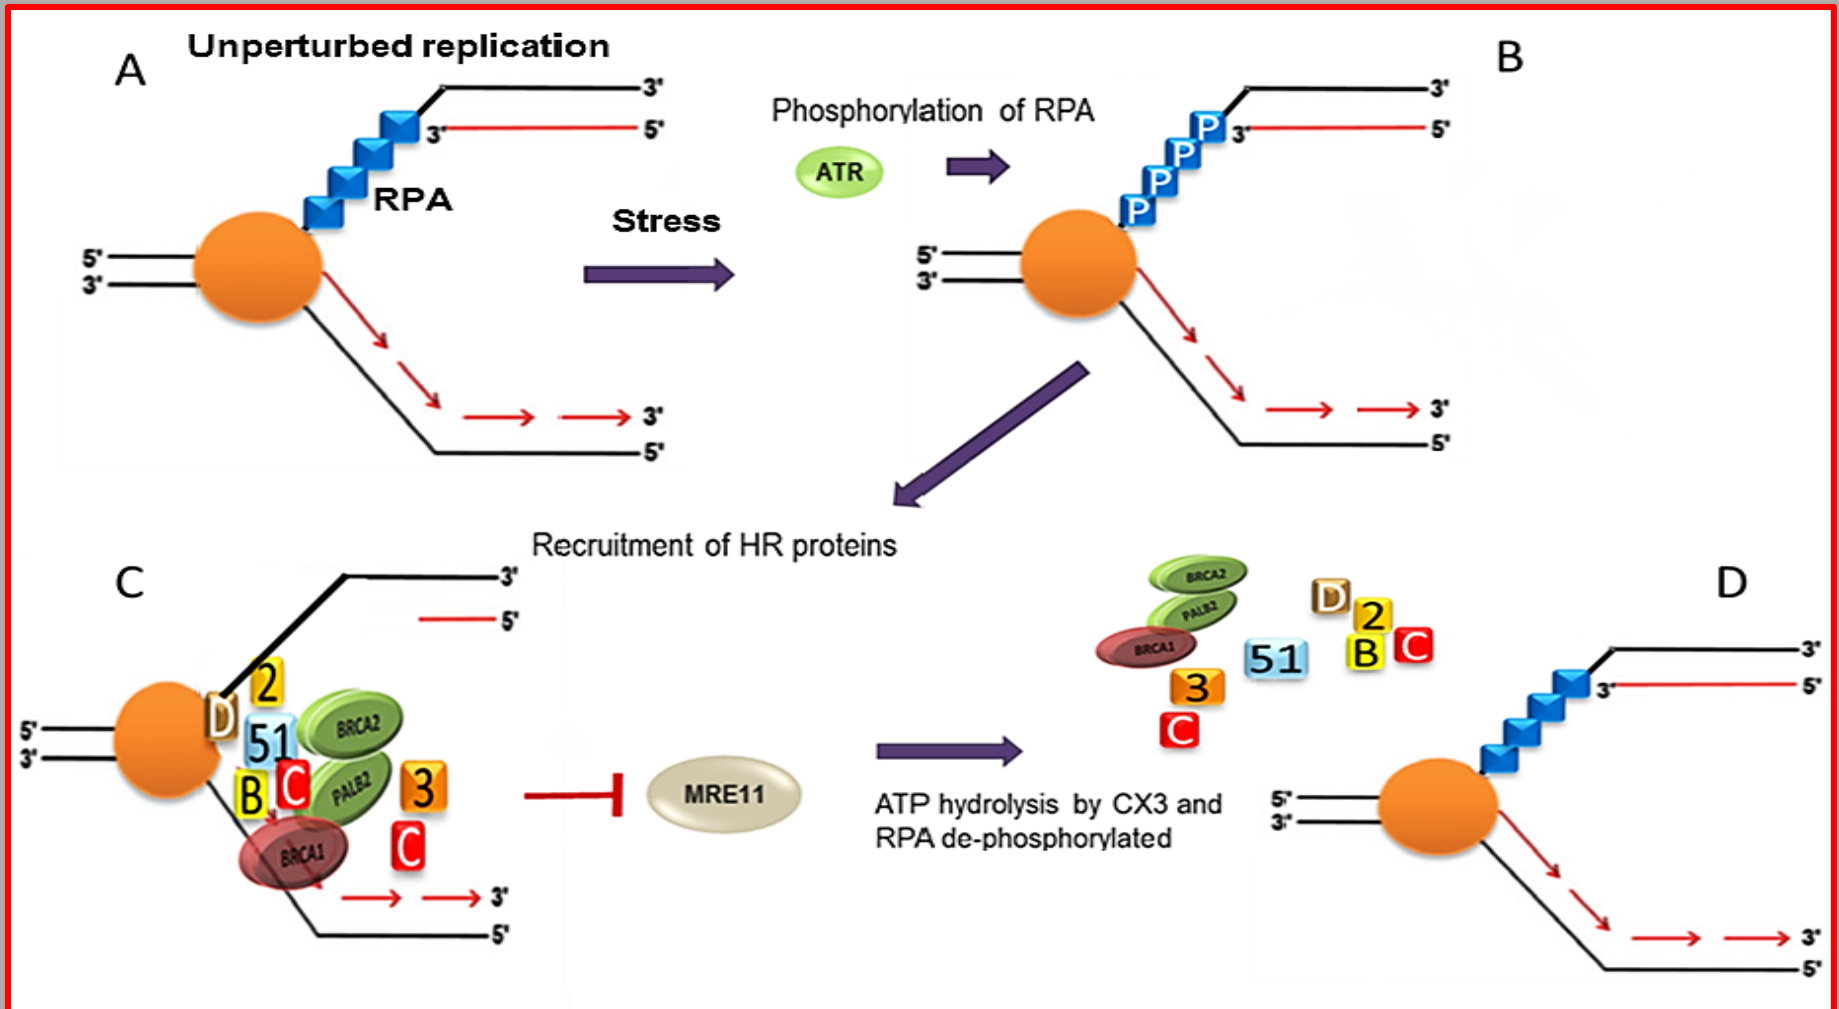 A
Unperturbed replication
3'
3'
5'
RPA
5'
3'
3'
5'
Phosphorylation of RPA
ATR
Stress
B
3'
P
3'
5'
P
P
P
5'
3'
3'
5'
Recruitment of HR proteins
C
3'
5'
2
D
51
BRCA2
B
C
PALB2
3
BRCA1
C
5'
3'
3'
5'
MRE11
ATP hydrolysis by CX3 and
RPA de-phosphorylated
BRCA2
PALB2
BRCA1
3
C
51
D
2
B
C
D
3'
3'
5'
5'
3'
3'
5'